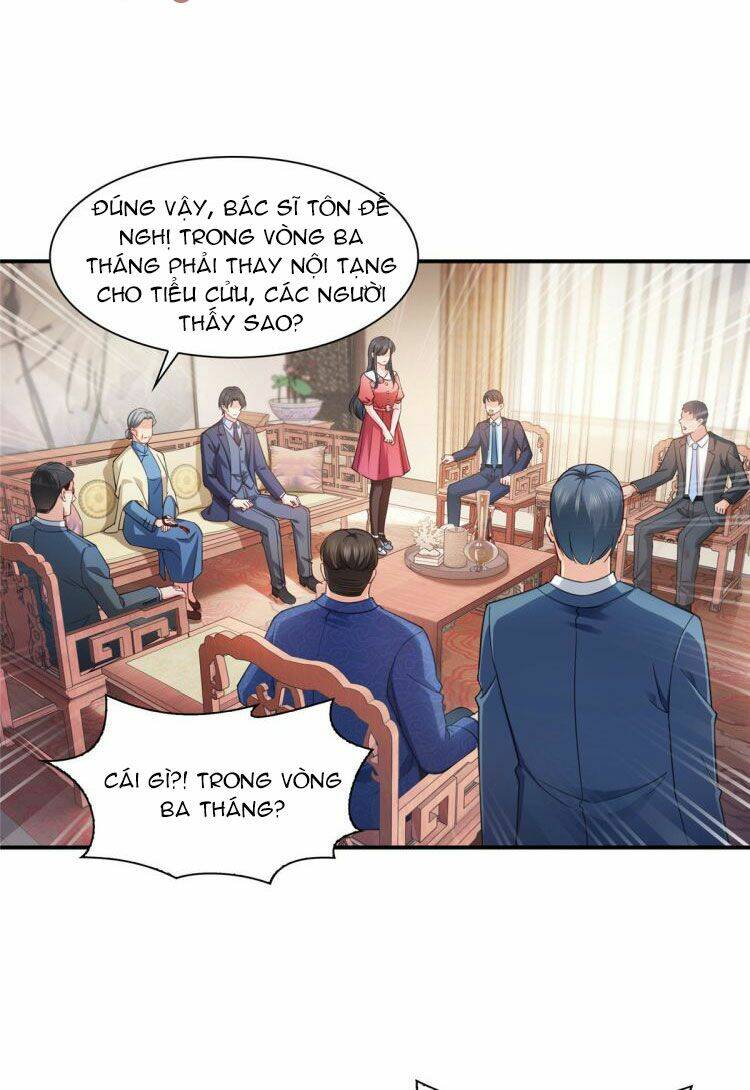 ĐÚNG VẬY, BÁC SĨ TÔN ĐỀ
NGHỊ TRONG VÒNG BA
THÁNG PHẢI THAY NỘI TẠNG
CHO TIỂU CỬU, CÁC NGƯỜI
THẤY SAO?
CÁI GÌ?! TRONG VÒNG
BA THÁNG?